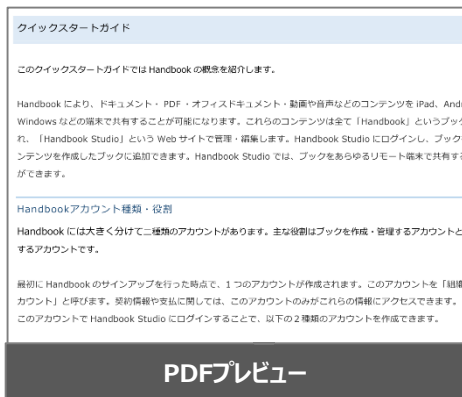 クイックスタートガイド
このクイックスタートガイドでは Handbook の概念を紹介します。
Handbook により、ドキュメント・ PDF ・オフィスドキュメント・動画や音声などのコンテンツを iPad、Andr
Windows などの端末で共有することが可能になります。これらのコンテンツは全て「Handbook」というブック
れ、「Handbook Studio」という Web サイトで管理・編集します。Handbook Studio にログインし、ブック
ンテンツを作成したブックに追加できます。Handbook Studio では、ブックをあらゆるリモート端末で共有す
ができます。
Handbookアカウント種類・役割
Handbook には大きく分けて二種類のアカウントがあります。主な役割はブックを作成・管理するアカウントと
するアカウントです。
最初に Handbook のサインアップを行った時点で、1 つのアカウントが作成されます。このアカウントを「組織
カウント」と呼びます。契約情報や支払に関しては、このアカウントのみがこれらの情報にアクセスできます。
このアカウントで Handbook Studio にログインすることで、以下の 2 種類のアカウントを作成できます。
PDFプレビュー